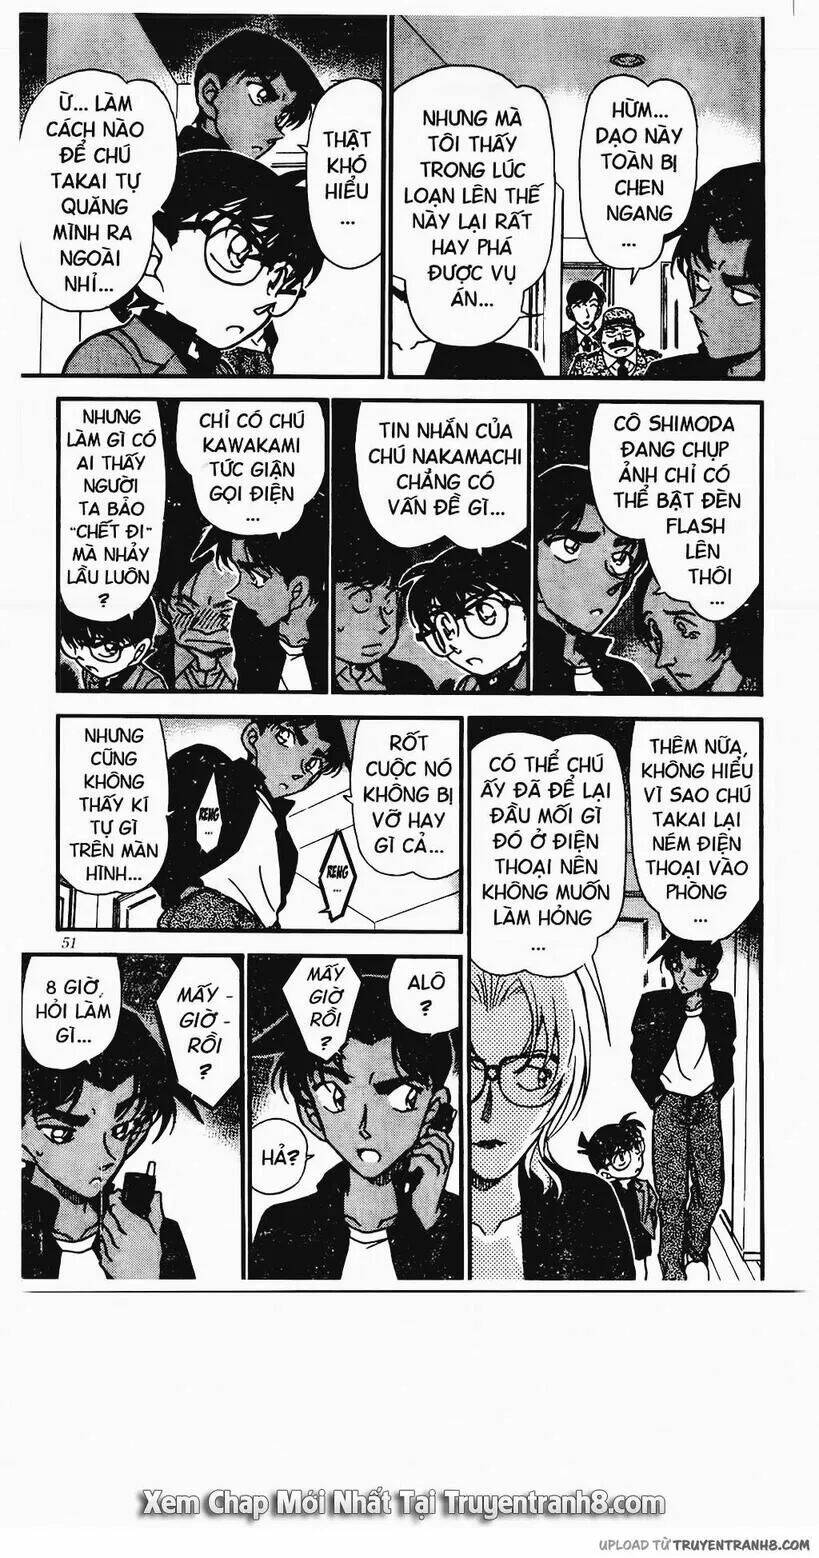 HỪM...
DẠO NÀY
TOÀN BỊ
CHEN
NGANG
...
NHƯNG MÀ
TÔI THẤY
TRONG LÚC
LOẠN LÊN THẾ
NÀY LẠI RẤT
HAY PHÁ
ĐƯỢC VỤ
ÁN...
THẬT
KHÓ
HIỂU
...
Ừ... LÀM
CÁCH NÀO
ĐỂ CHÚ
TAKAI TỰ
QUĂNG
MÌNH RA
NGOÀI
NHỈ...
CÔ SHIMODA
ĐANG CHỤP
ẢNH CHỈ CÓ
THỂ BẬT ĐÈN
FLASH
LÊN
THÔI
...
TIN NHẮN CỦA
CHÚ NAKAMACHI
CHẲNG CÓ
VẤN ĐỀ GÌ...
CHỈ CÓ CHÚ
KAWAKAMI
TỨC GIẬN
GỌI ĐIỆN
...
NHƯNG
LÀM GÌ CÓ
AI THẤY
NGƯỜI
TA BẢO
"CHẾT ĐI"
MÀ NHẢY
LẦU LUÔN
?
THÊM NỮA,
KHÔNG HIỂU
VÌ SAO CHÚ
TAKAI LẠI
NÉM ĐIỆN
THOẠI VÀO
PHÒNG
...
CÓ THỂ CHÚ
ẤY ĐÃ ĐỂ LẠI
ĐẦU MỐI GÌ
ĐÓ Ở ĐIỆN
THOẠI NÊN
KHÔNG MUỐN
LÀM HỎNG
...
RỐT
CUỘC NÓ
KHÔNG BỊ
VỠ HAY
GÌ CẢ...
RENG
...
RENG
...
NHƯNG
CŨNG
KHÔNG
THẤY KÍ
TỰ GÌ
TRÊN MÀN
HÌNH...
51
ALÔ
?
MẤY
GIỜ
RỒI
?
HẢ?
MẤY -
GIỜ -
RỒI
?
8 GIỜ,
HỎI LÀM
GÌ...
Xem Chap Mới Nhất Tại Truyentranh8.com
UPLOAD TỪ TRUYENTRANH8.COM